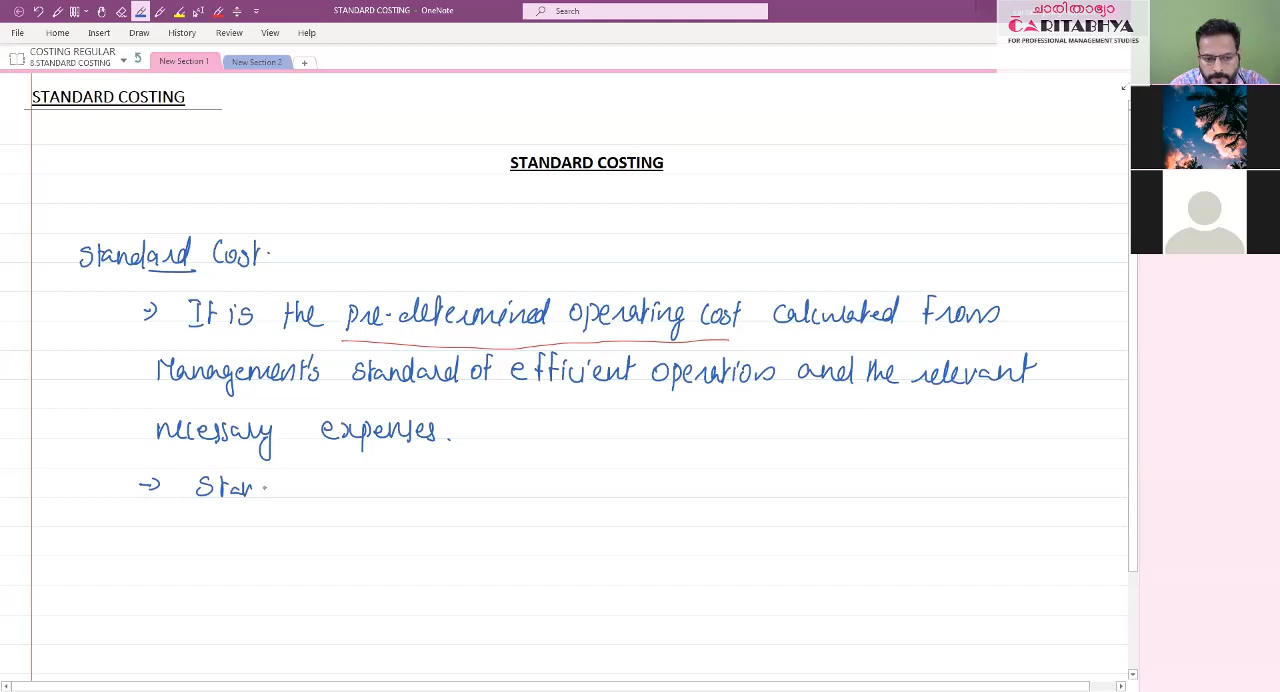 STANDARD COSTING - OneNote
Search
File Home Insert Draw History Review View Help
COSTING REGULAR
8.STANDARD COSTING
New Section 1
New Section 2
ചാരിതാഭ്യാ
CARITABHYA
FOR PROFESSIONAL MANAGEMENT STUDIES
STANDARD COSTING
STANDARD COSTING
Standard Cost.
→ It is the pre-determined operating cost calculated from
Management's standard of efficient operations and the relevant
necessary expenses.
→ Stan